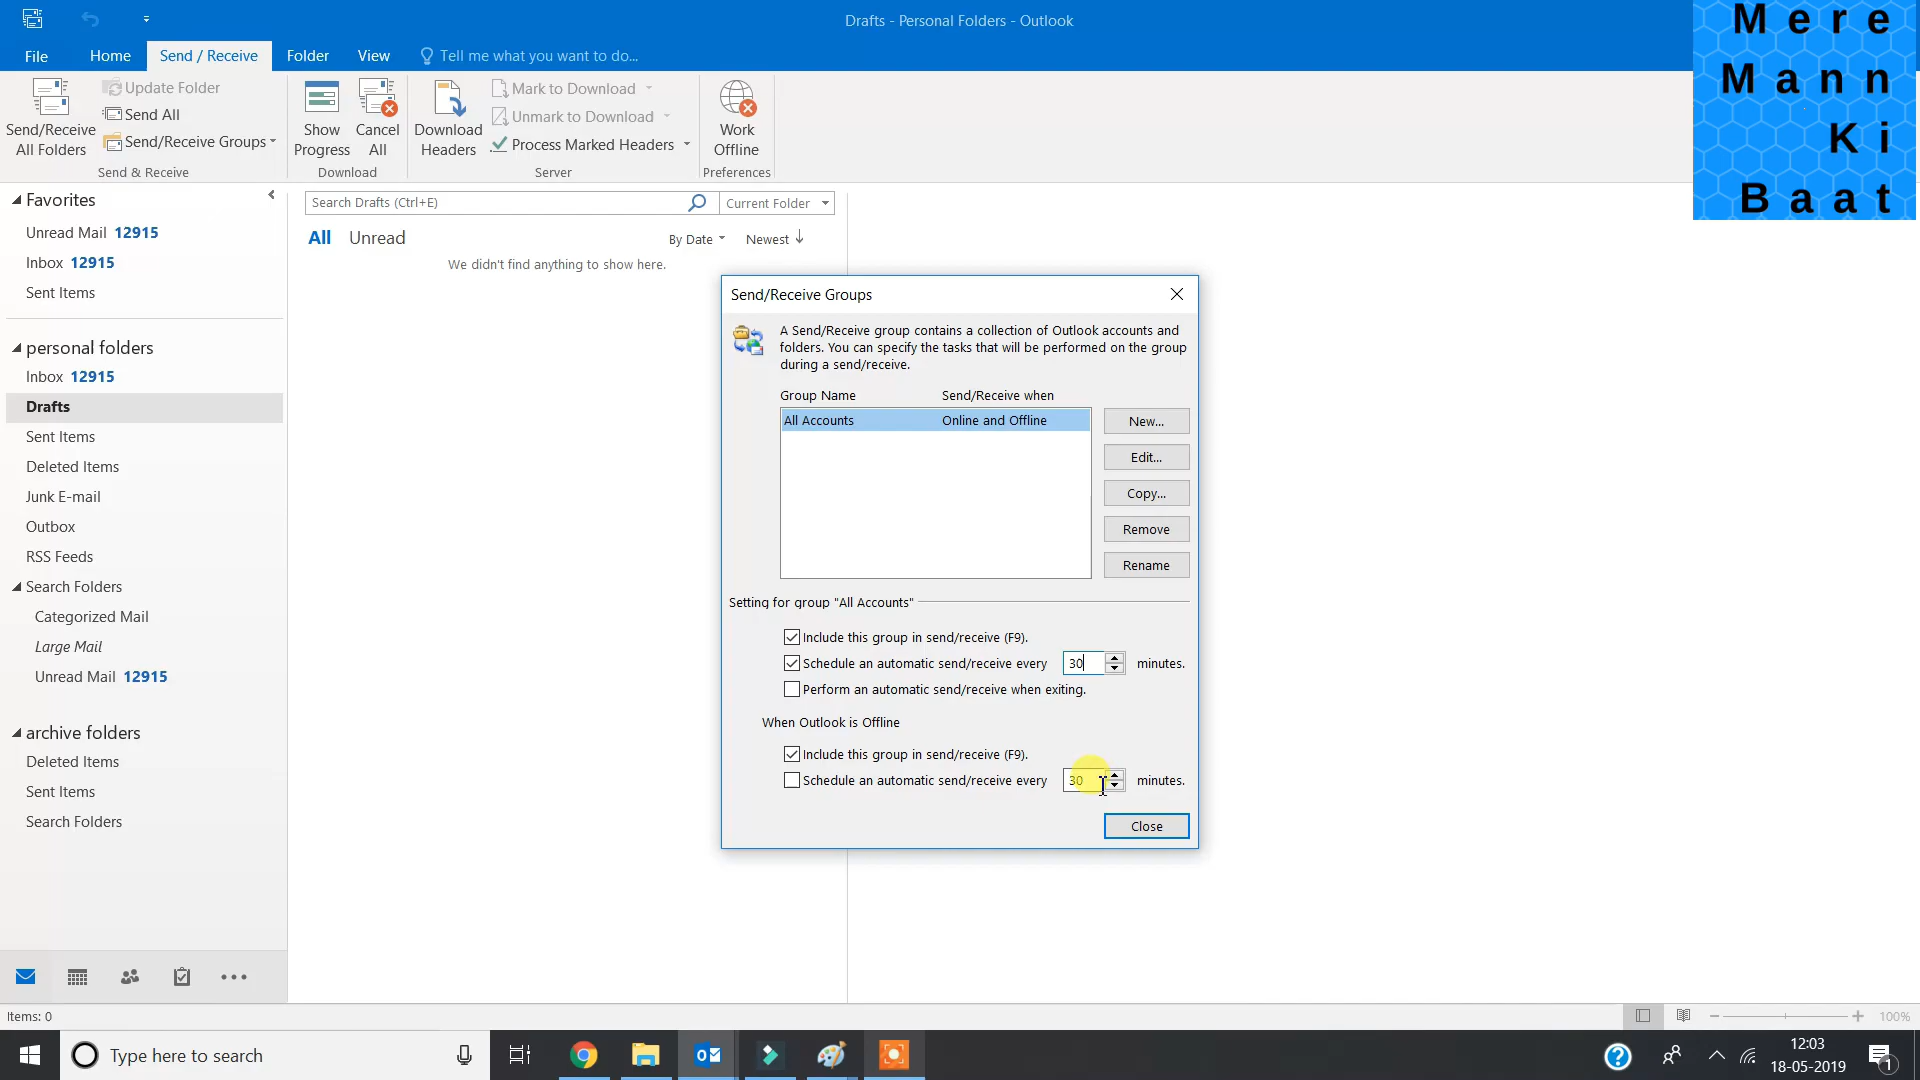 Drafts - Personal Folders - Outlook
Mere
Mann
Ki
Baat
File
Home
Send / Receive
Folder
View
Tell me what you want to do...
Send/Receive
All Folders
Update Folder
Send All
Send/Receive Groups
Send & Receive
Show
Progress
Cancel
All
Download
Download
Headers
Mark to Download
Unmark to Download
Process Marked Headers
Server
Work
Offline
Preferences
Favorites
Unread Mail 12915
Inbox 12915
Sent Items
personal folders
Inbox 12915
Drafts
Sent Items
Deleted Items
Junk E-mail
Outbox
RSS Feeds
Search Folders
Categorized Mail
Large Mail
Unread Mail 12915
archive folders
Deleted Items
Sent Items
Search Folders
Search Drafts (Ctrl+E)
Current Folder
All Unread
By Date
Newest
We didn't find anything to show here.
Send/Receive Groups
A Send/Receive group contains a collection of Outlook accounts and
folders. You can specify the tasks that will be performed on the group
during a send/receive.
Group Name
Send/Receive when
All Accounts
Online and Offline
New...
Edit...
Copy...
Remove
Rename
Setting for group "All Accounts"
Include this group in send/receive (F9).
Schedule an automatic send/receive every 30 minutes.
Perform an automatic send/receive when exiting.
When Outlook is Offline
Include this group in send/receive (F9).
Schedule an automatic send/receive every 30 minutes.
Close
Items: 0
100%
Type here to search
12:03
18-05-2019
1